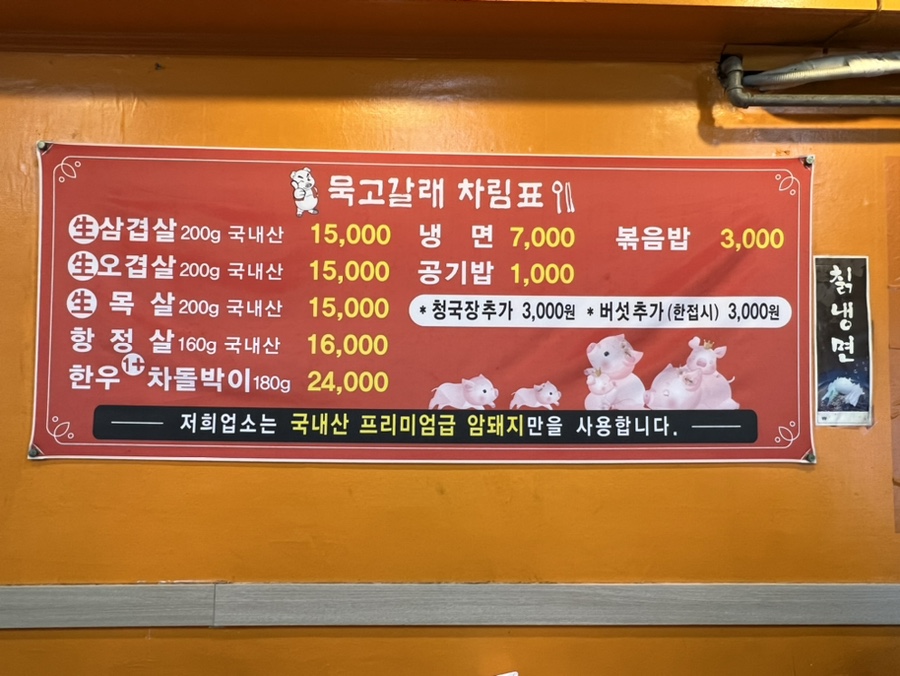 묵고갈래 차림표
生삼겹살 200g 국내산 15,000
生오겹살 200g 국내산 15,000
生 목 살 200g 국내산 15,000
항 정 살 160g 국내산 16,000
한우 1+ 차돌박이 180g 24,000
냉 면 7,000 볶음밥 3,000
공기밥 1,000
* 청국장추가 3,000원 * 버섯추가(한접시) 3,000원
저희업소는 국내산 프리미엄급 암돼지만을 사용합니다.
칡냉면